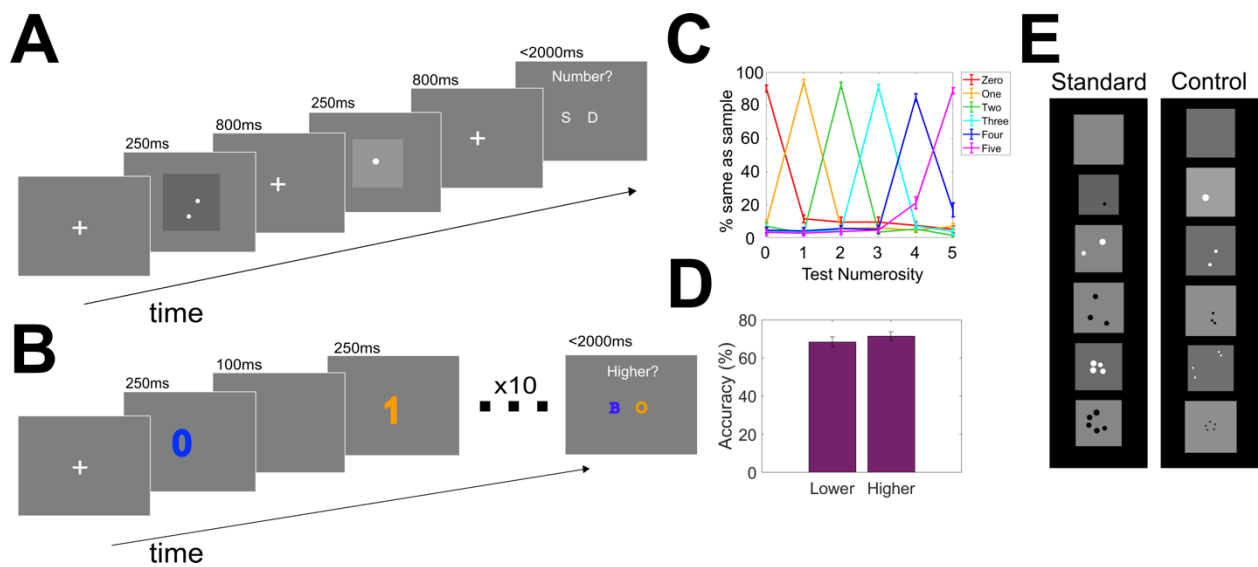 A
250ms
800ms
250ms
800ms
<2000ms
Number?
S D
time
B
250ms
0
100ms
250ms
1
x10
<2000ms
Higher?
B O
time
C
% same as sample
100
80
60
40
20
0
0 1 2 3 4 5
Test Numerosity
Zero
One
Two
Three
Four
Five
D
Accuracy (%)
80
60
40
20
0
Lower Higher
E
Standard Control